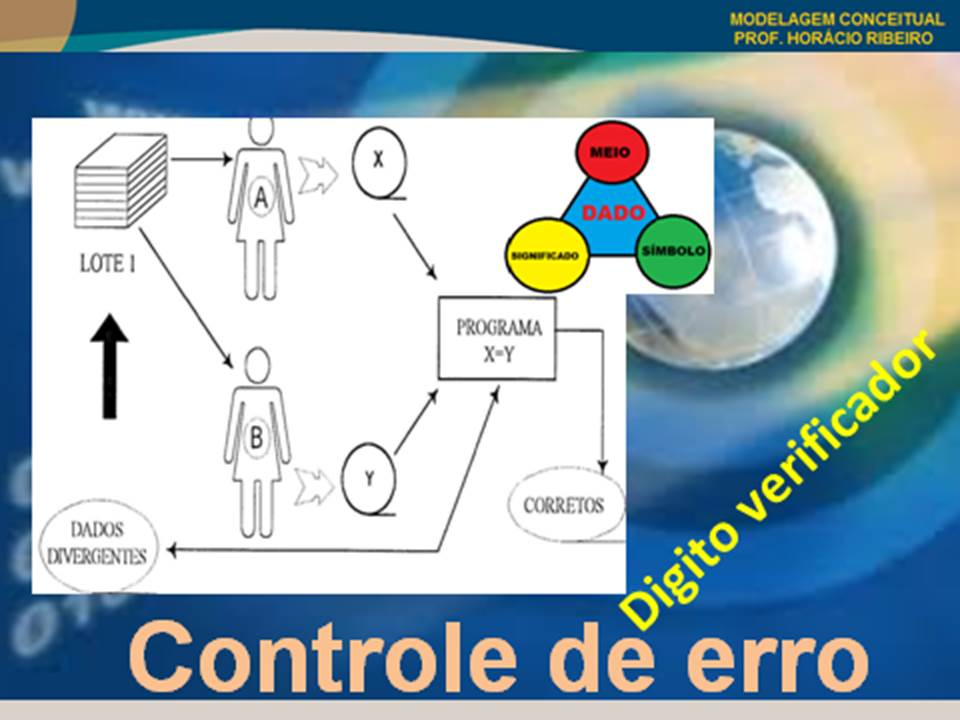 MODELAGEM CONCEITUAL
PROF. HORÁCIO RIBEIRO
LOTE 1
A
X
MEIO
DADO
SIGNIFICADO
SÍMBOLO
PROGRAMA
X=Y
B
Y
CORRETOS
DADOS
DIVERGENTES
Digito verificador
Controle de erro